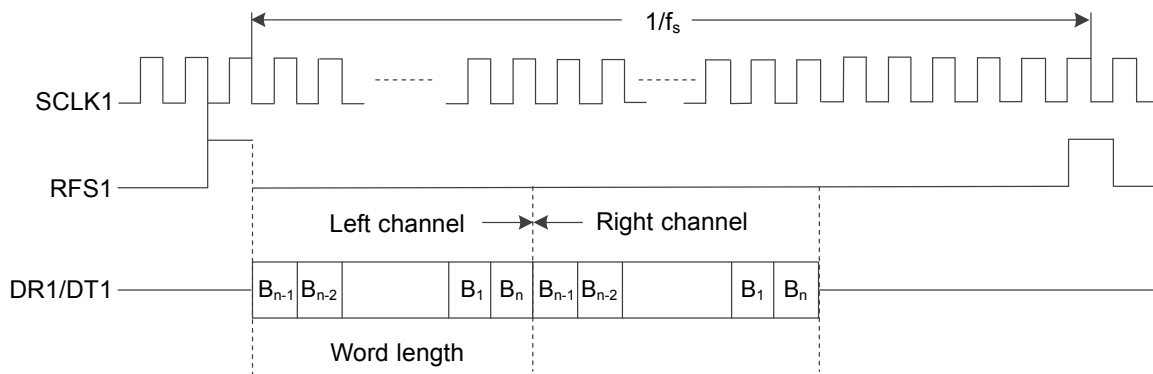 1/fₛ
SCLK1
RFS1
Left channel Right channel
DR1/DT1 Bₙ₋₁ Bₙ₋₂ B₁ Bₙ Bₙ₋₁ Bₙ₋₂ B₁ Bₙ
Word length